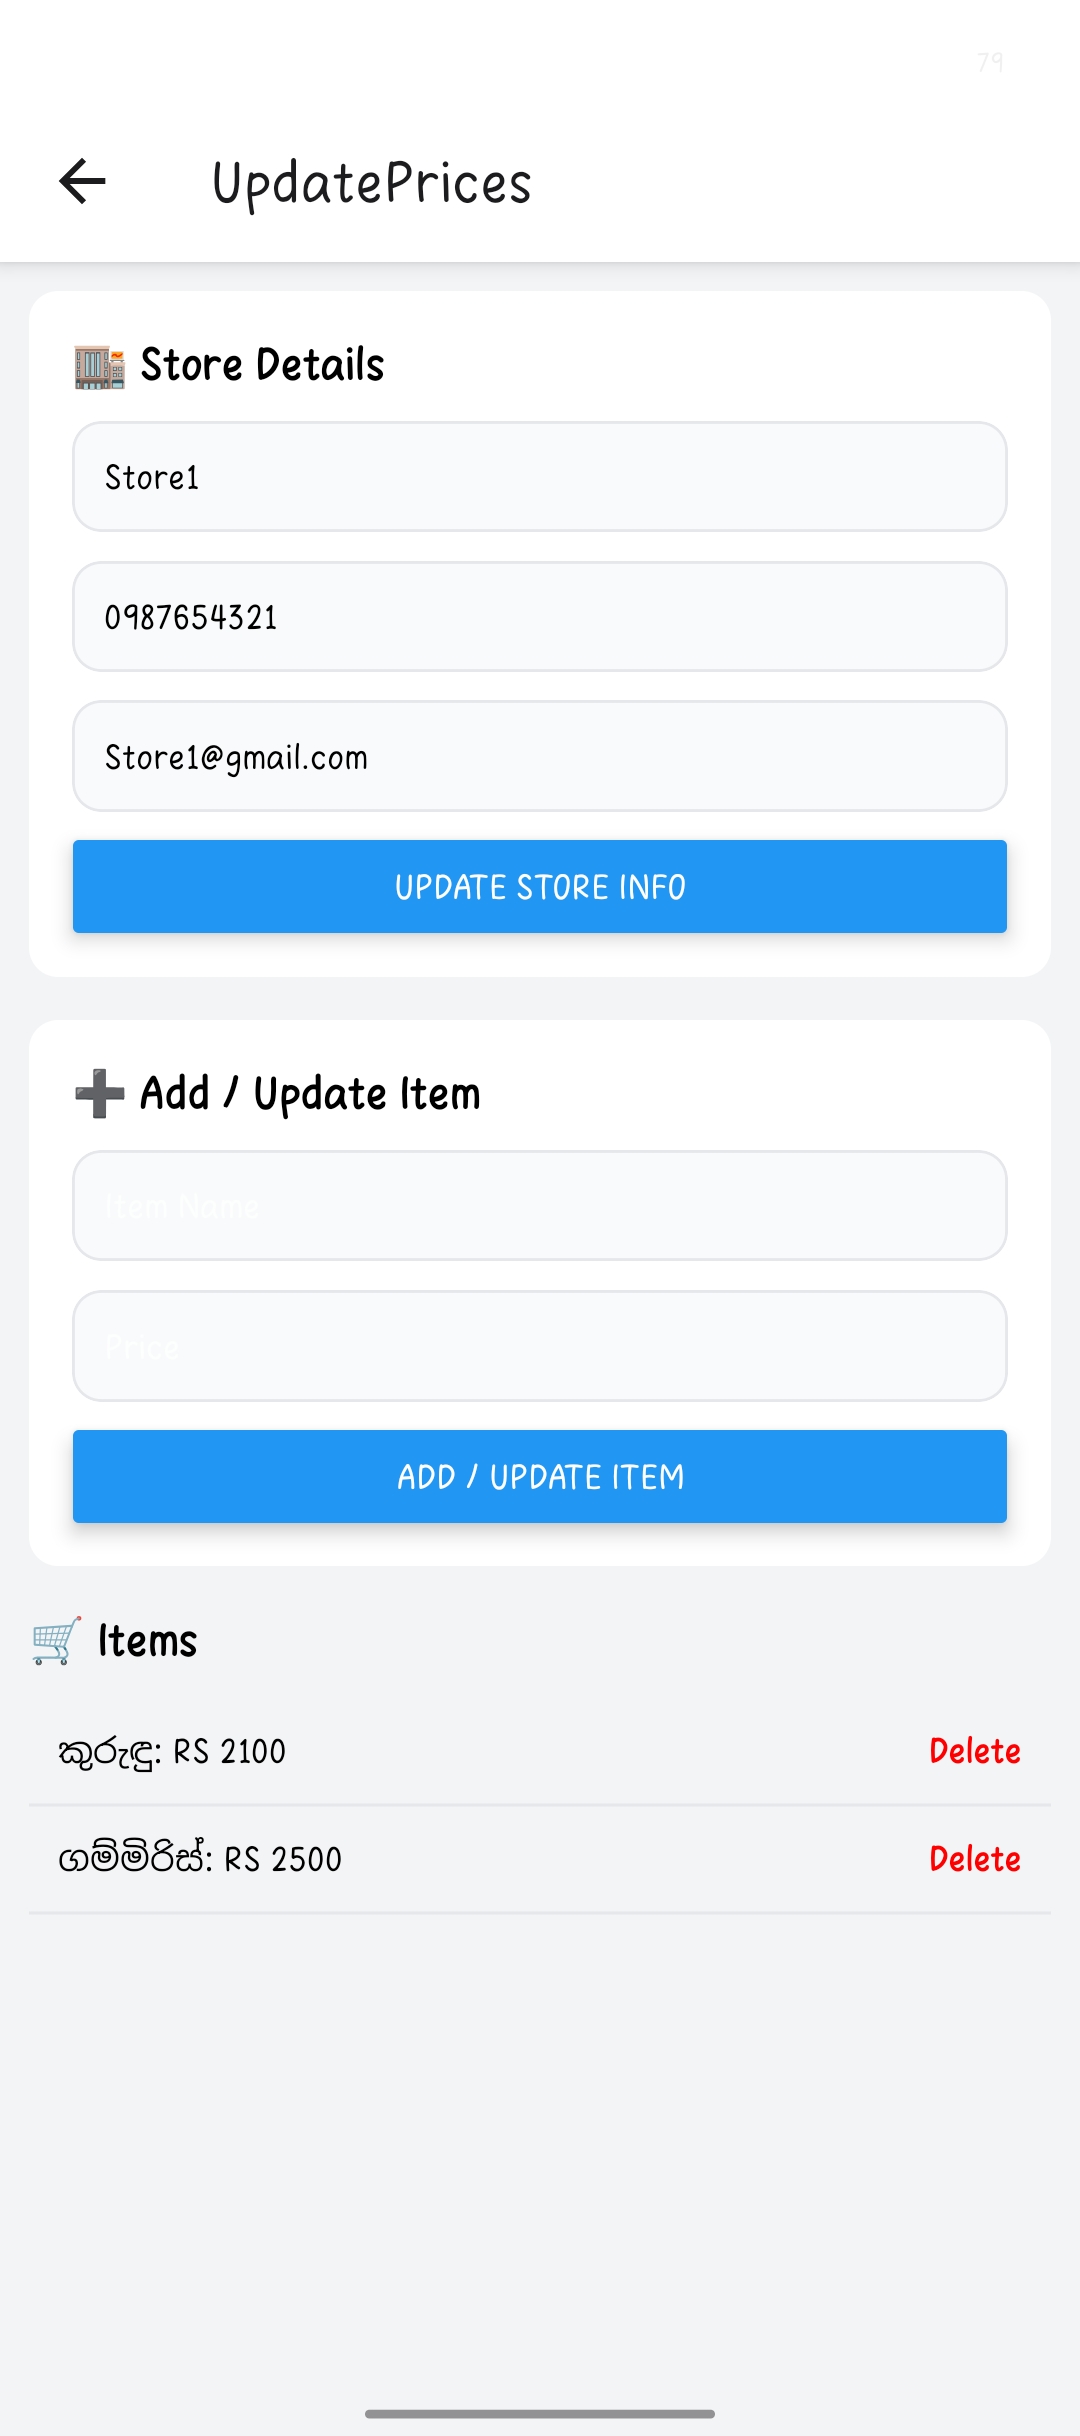 79
UpdatePrices
Store Details
Store1
0987654321
Store1@gmail.com
UPDATE STORE INFO
Add / Update Item
Item Name
Price
ADD / UPDATE ITEM
Items
කුරුඳු: RS 2100
Delete
ගම්මිරිස්: RS 2500
Delete